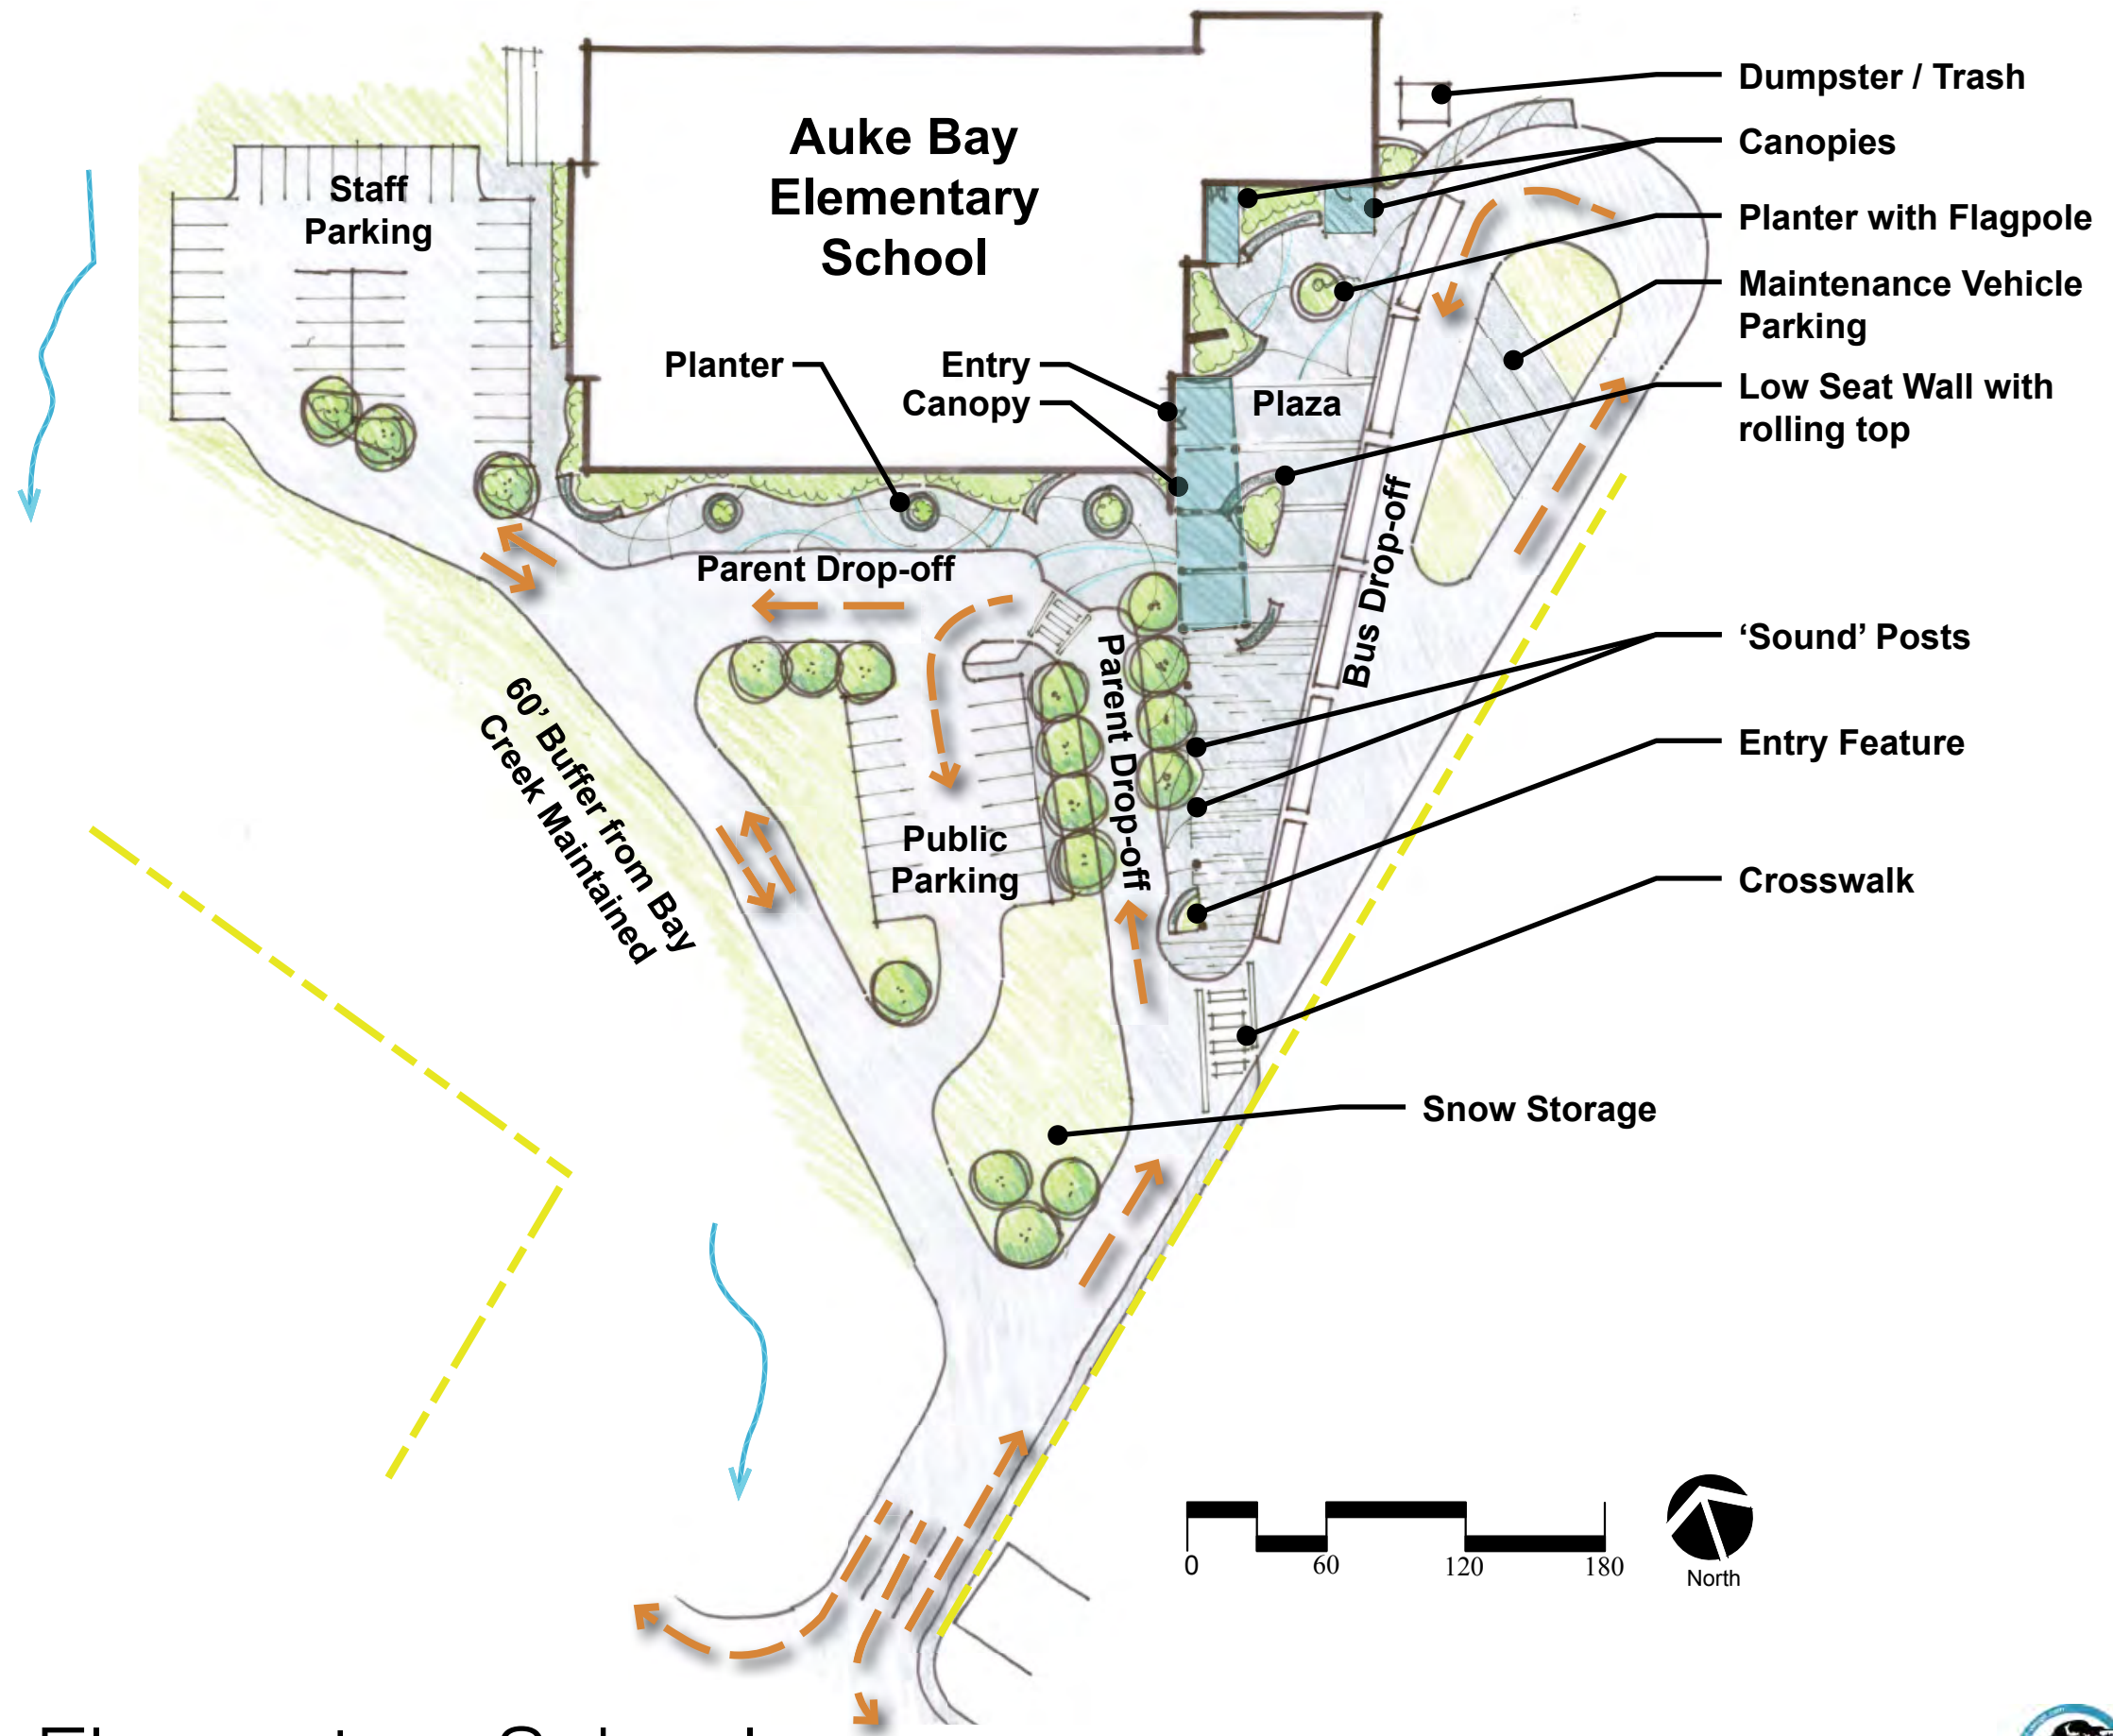 Dumpster / Trash
Auke Bay
Elementary
School
Canopies
Staff
Parking
Planter with Flagpole
Maintenance Vehicle
Parking
Planter
Entry
Canopy
Plaza
Low Seat Wall with
rolling top
Bus Drop-off
Parent Drop-off
‘Sound’ Posts
Parent Drop-off
60’ Buffer from Bay
Creek Maintained
Entry Feature
Public
Parking
Crosswalk
Snow Storage
0
60
120
180
North